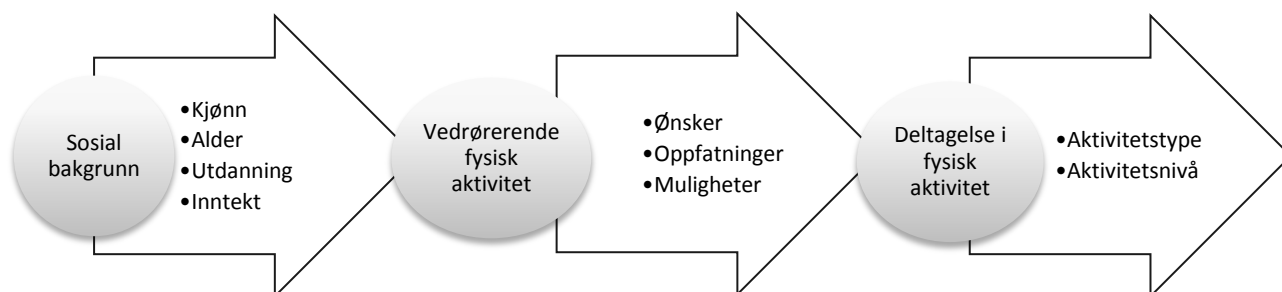 Sosial
bakgrunn
•Kjønn
•Alder
•Utdanning
•Inntekt
Vedrørerende
fysisk
aktivitet
•Ønsker
•Oppfatninger
•Muligheter
Deltagelse i
fysisk
aktivitet
•Aktivitetstype
•Aktivitetsnivå